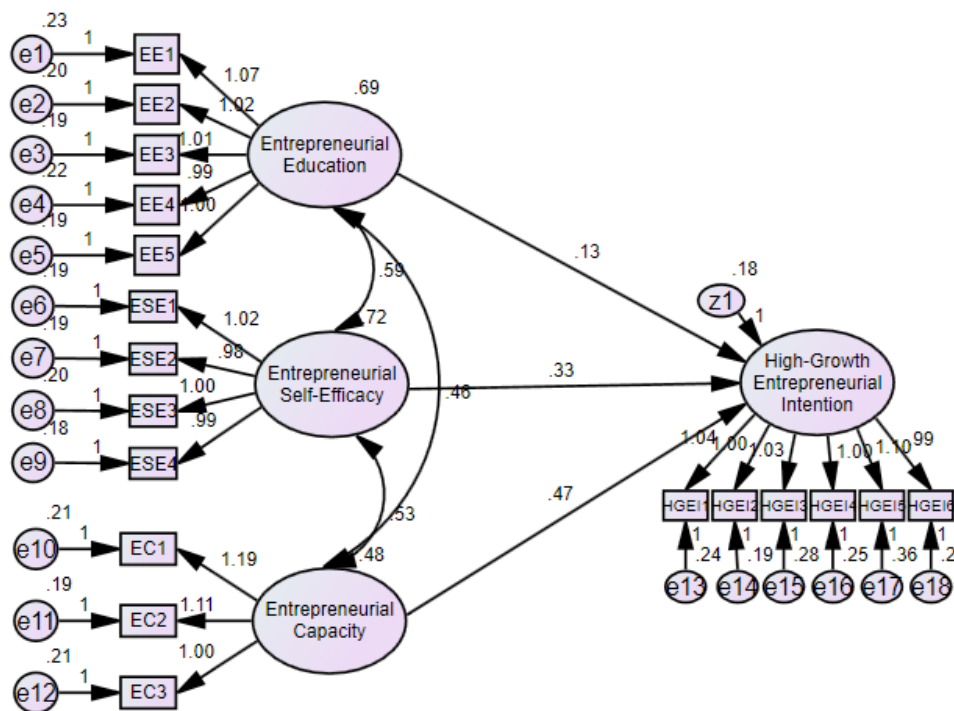 .23
e1
1
EE1
1.07
.20
e2
1
EE2
1.02
.19
e3
1
EE3
1.01
.22
e4
1
EE4
.99
.19
e5
1
EE5
1.00
.69
Entrepreneurial
Education
.19
e6
1
ESE1
1.02
.19
e7
1
ESE2
.98
.20
e8
1
ESE3
1.00
.18
e9
1
ESE4
.99
.72
Entrepreneurial
Self-Efficacy
.21
e10
1
EC1
1.19
.19
e11
1
EC2
1.11
.21
e12
1
EC3
1.00
.48
Entrepreneurial
Capacity
.59
.46
.53
.13
.33
.47
.18
z1
1
High-Growth
Entrepreneurial
Intention
1.04
1.00
1.03
1.00
1.10
.99
HGEI1
HGEI2
HGEI3
HGEI4
HGEI5
HGEI6
1
1
1
1
1
1
.24
.19
.28
.25
.36
e13
e14
e15
e16
e17
e18